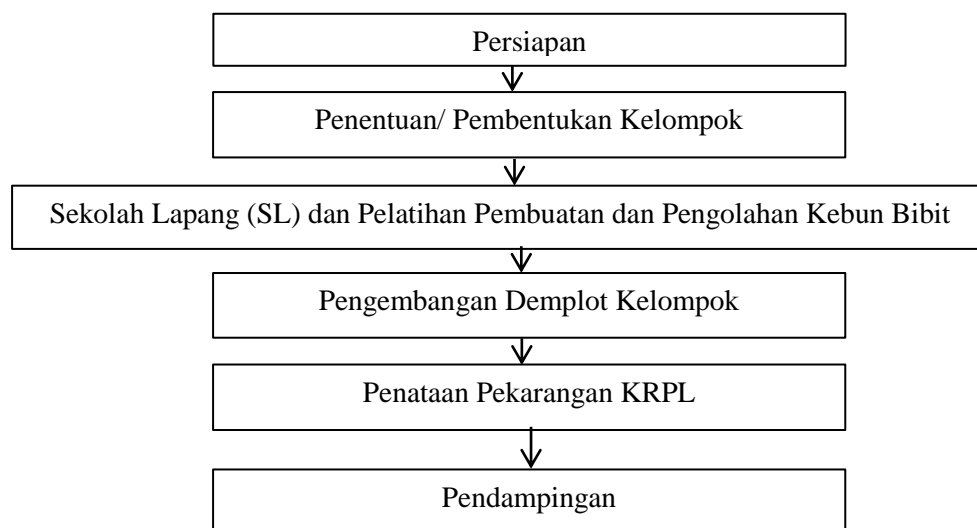 Persiapan
Penentuan/ Pembentukan Kelompok
Sekolah Lapang (SL) dan Pelatihan Pembuatan dan Pengolahan Kebun Bibit
Pengembangan Demplot Kelompok
Penataan Pekarangan KRPL
Pendampingan